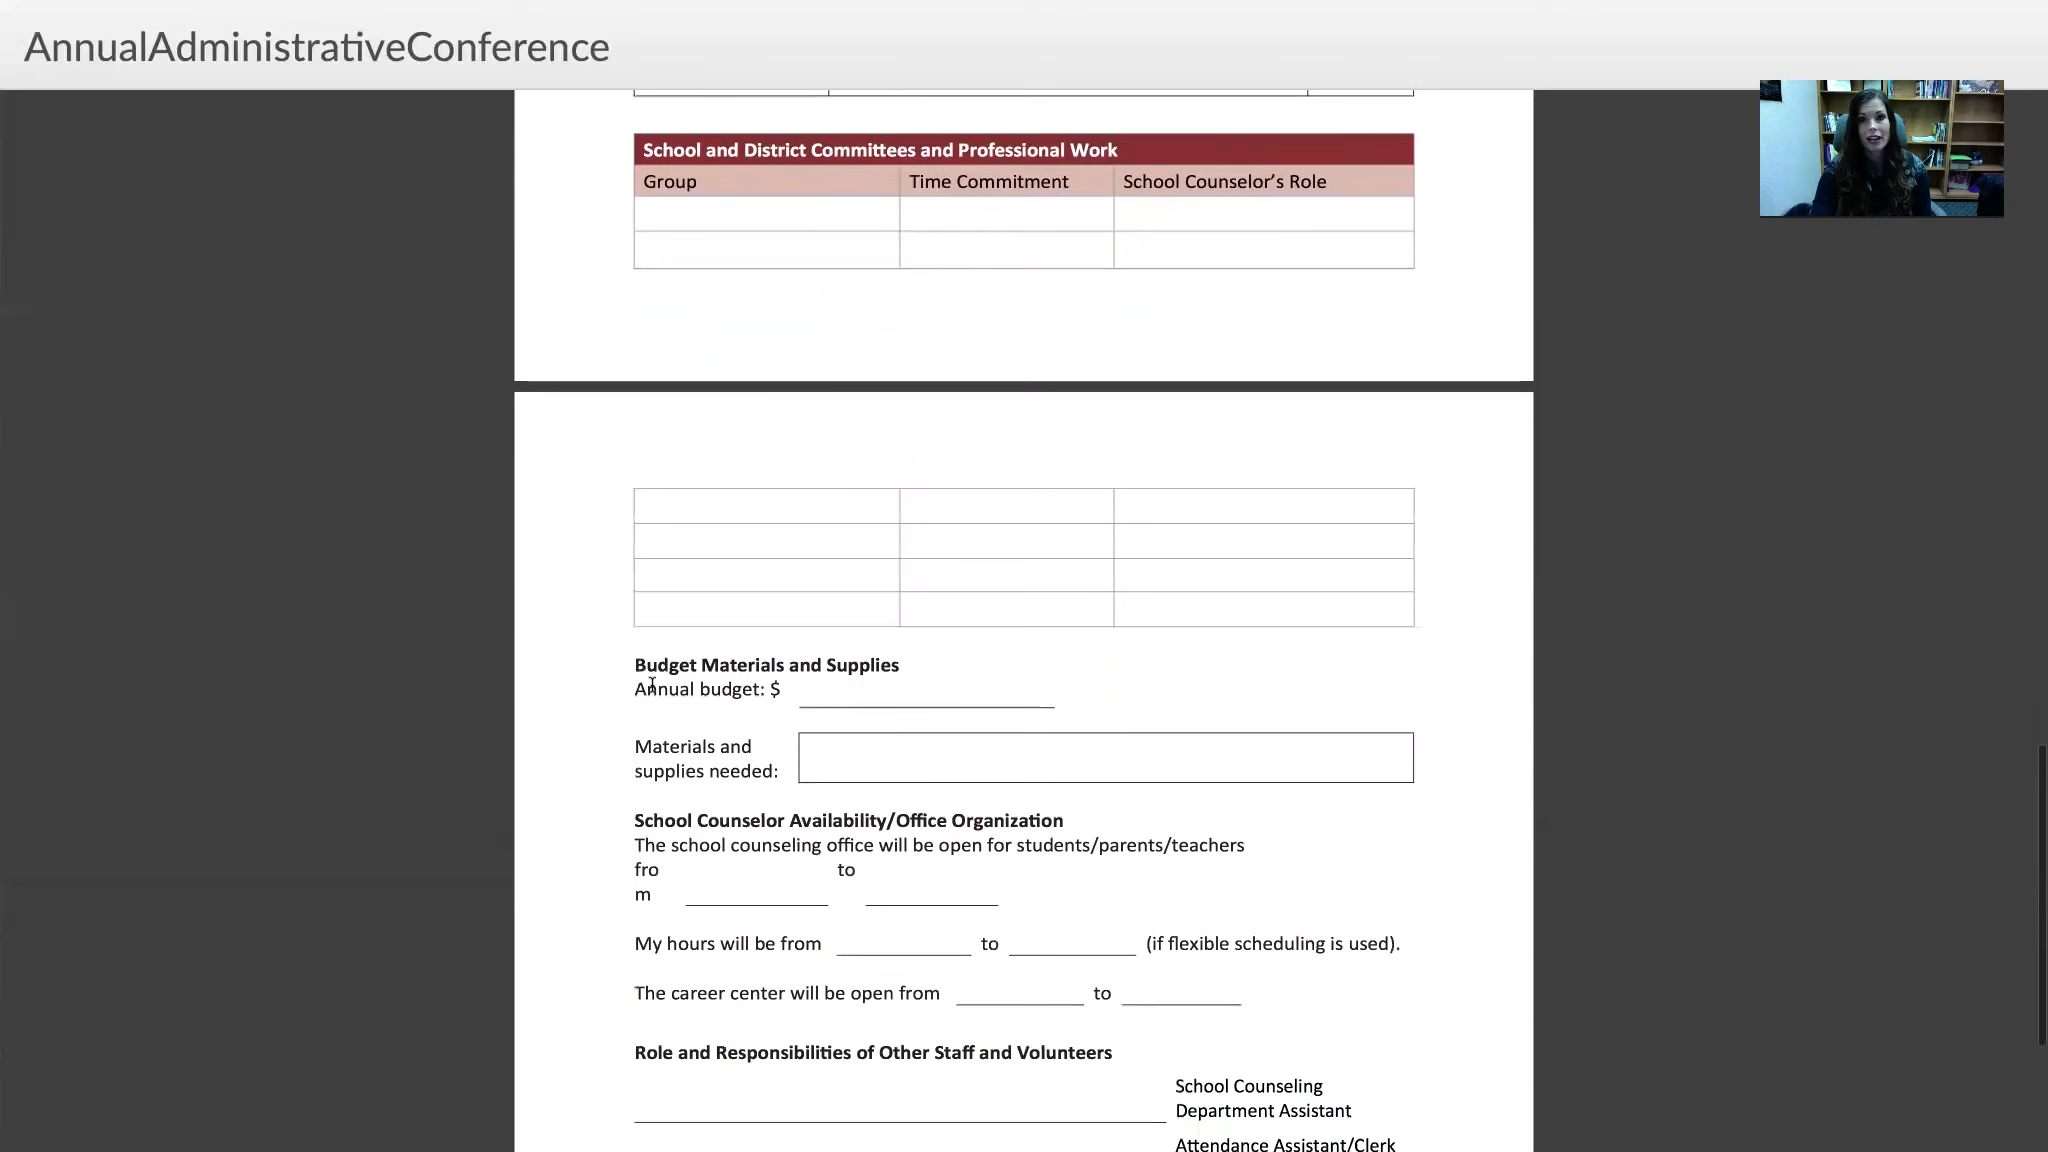 AnnualAdministrativeConference
School and District Committees and Professional Work
Group Time Commitment School Counselor’s Role
Budget Materials and Supplies
Annual budget: $
Materials and
supplies needed:
School Counselor Availability/Office Organization
The school counseling office will be open for students/parents/teachers
fro to
m
My hours will be from to (if flexible scheduling is used).
The career center will be open from to
Role and Responsibilities of Other Staff and Volunteers
School Counseling
Department Assistant
Attendance Assistant/Clerk